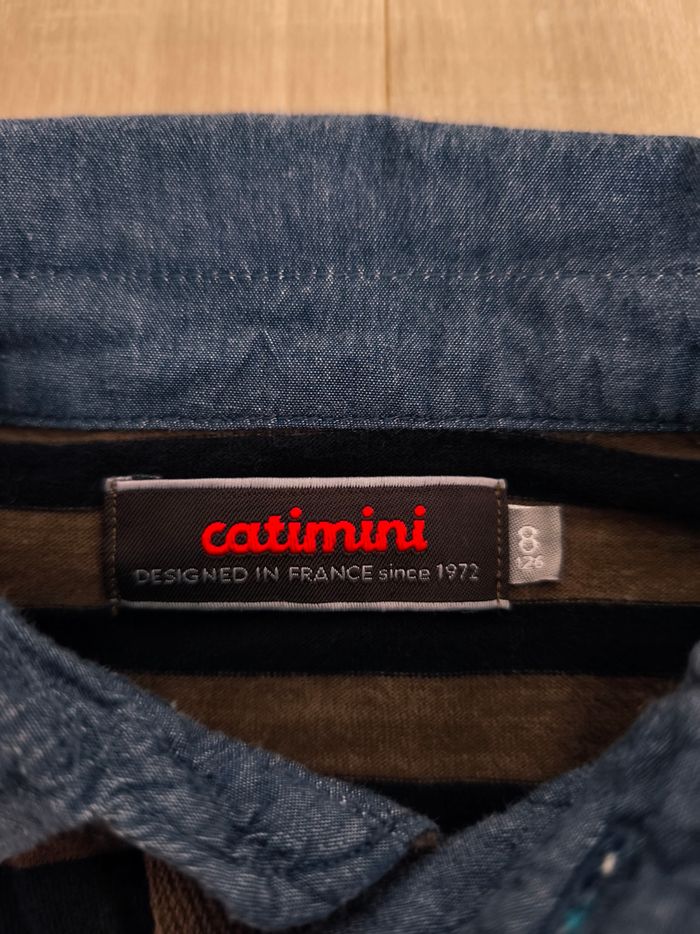 catimini
DESIGNED IN FRANCE since 1972
8
126